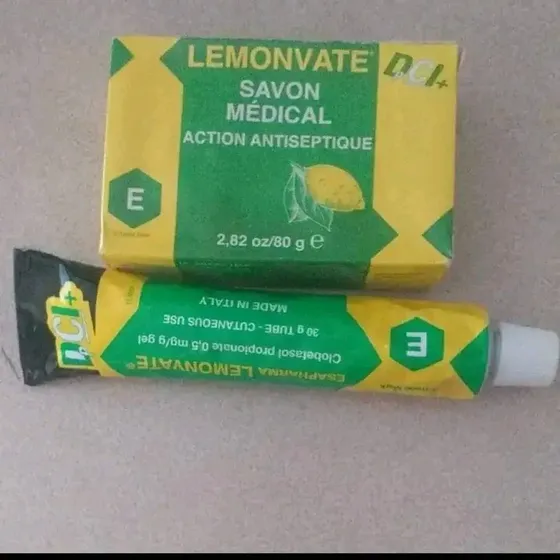 LEMONVATE
DCI+
SAVON
MÉDICAL
ACTION ANTISEPTIQUE
E
2,82 oz/80 g e
DCI+
ESAPHARMA LEMONVATE®
Clobetasol propionate 0,5 mg/g gel
30 g TUBE - CUTANEOUS USE
MADE IN ITALY
E